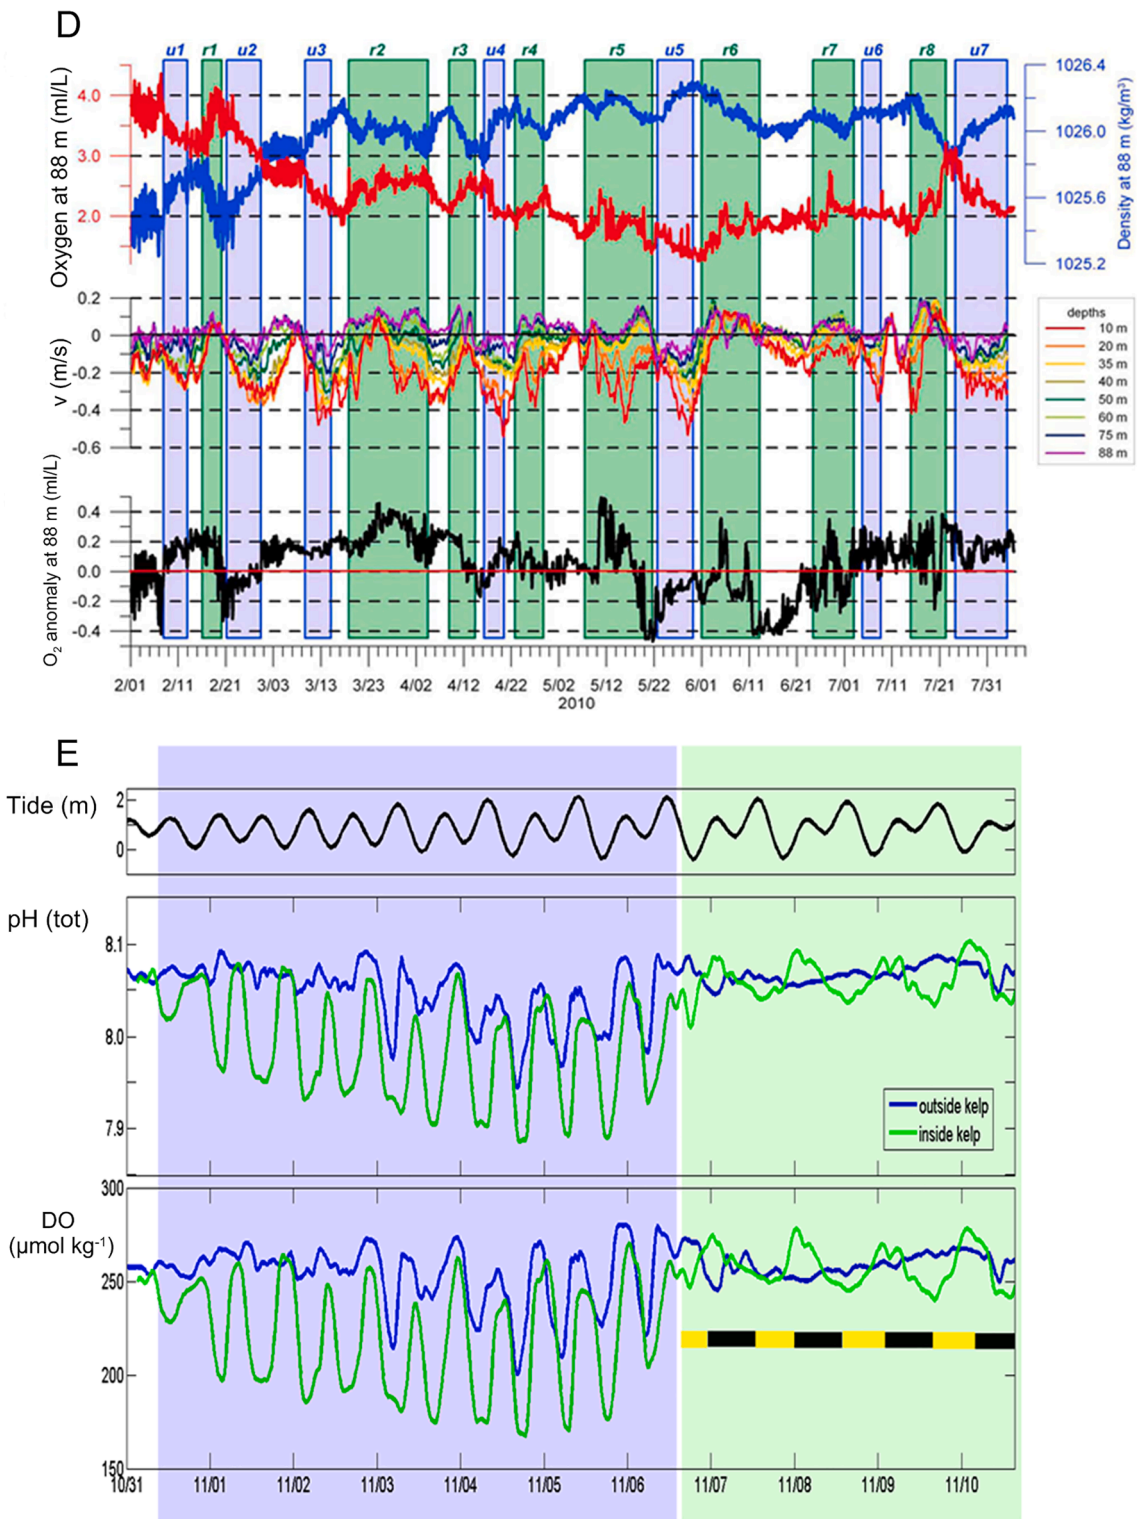 D
u1 r1 u2 u3 r2 r3 u4 r4 r5 u5 r6 r7 u6 r8 u7
Oxygen at 88 m (ml/L)
4.0
3.0
2.0
1026.4
1026.0
1025.6
1025.2
Density at 88 m (kg/m³)
v (m/s)
0.2
0
-0.2
-0.4
-0.6
depths
10 m
20 m
35 m
40 m
50 m
60 m
75 m
88 m
O₂ anomaly at 88 m (ml/L)
0.4
0.2
0.0
-0.2
-0.4
2/01 2/11 2/21 3/03 3/13 3/23 4/02 4/12 4/22 5/02 5/12 5/22 6/01 6/11 6/21 7/01 7/11 7/21 7/31
2010
E
Tide (m)
2
0
pH (tot)
8.1
8.0
7.9
outside kelp
inside kelp
DO
(µmol kg⁻¹)
300
250
200
150
10/31 11/01 11/02 11/03 11/04 11/05 11/06 11/07 11/08 11/09 11/10